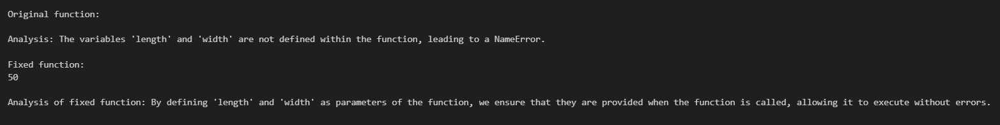 Original function:
Analysis: The variables 'length' and 'width' are not defined within the function, leading to a NameError.
Fixed function:
50
Analysis of fixed function: By defining 'length' and 'width' as parameters of the function, we ensure that they are provided when the function is called, allowing it to execute without errors.